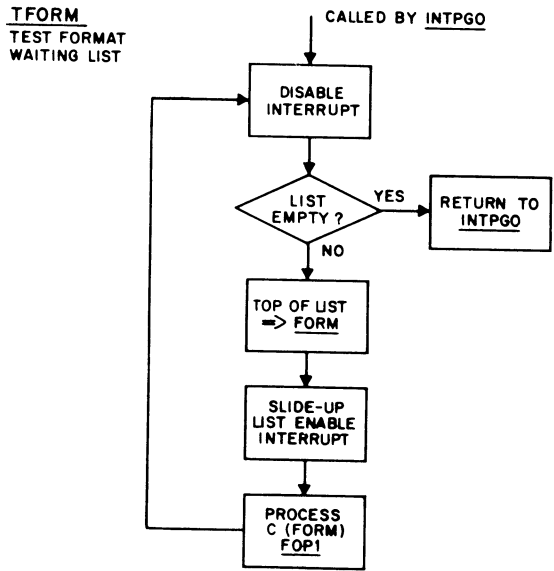 TFORM
TEST FORMAT
WAITING LIST
CALLED BY INTPGO
DISABLE
INTERRUPT
LIST
EMPTY?
YES
RETURN TO
INTPGO
NO
TOP OF LIST
=> FORM
SLIDE-UP
LIST ENABLE
INTERRUPT
PROCESS
C (FORM)
FOP1